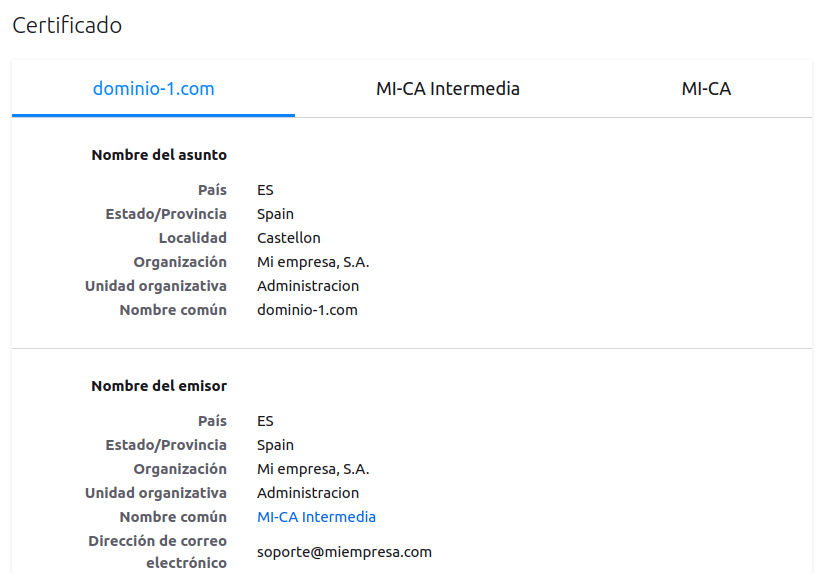 Certificado
dominio-1.com MI-CA Intermedia MI-CA
Nombre del asunto
País ES
Estado/Provincia Spain
Localidad Castellon
Organización Mi empresa, S.A.
Unidad organizativa Administracion
Nombre común dominio-1.com
Nombre del emisor
País ES
Estado/Provincia Spain
Organización Mi empresa, S.A.
Unidad organizativa Administracion
Nombre común MI-CA Intermedia
Dirección de correo
electrónico soporte@miempresa.com